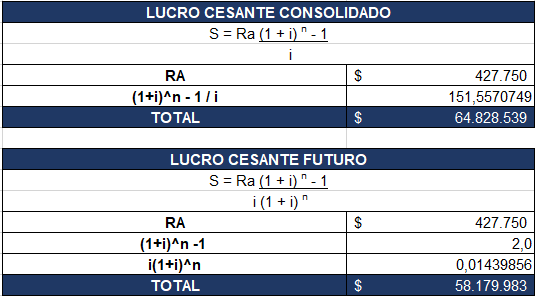 LUCRO CESANTE CONSOLIDADO
S = Ra (1 + i) ⁿ - 1
i
RA $ 427.750
(1+i)^n - 1 / i 151,5570749
TOTAL $ 64.828.539
LUCRO CESANTE FUTURO
S = Ra (1 + i) ⁿ - 1
i (1 + i) ⁿ
RA $ 427.750
(1+i)^n -1 2,0
i(1+i)^n 0,01439856
TOTAL $ 58.179.983